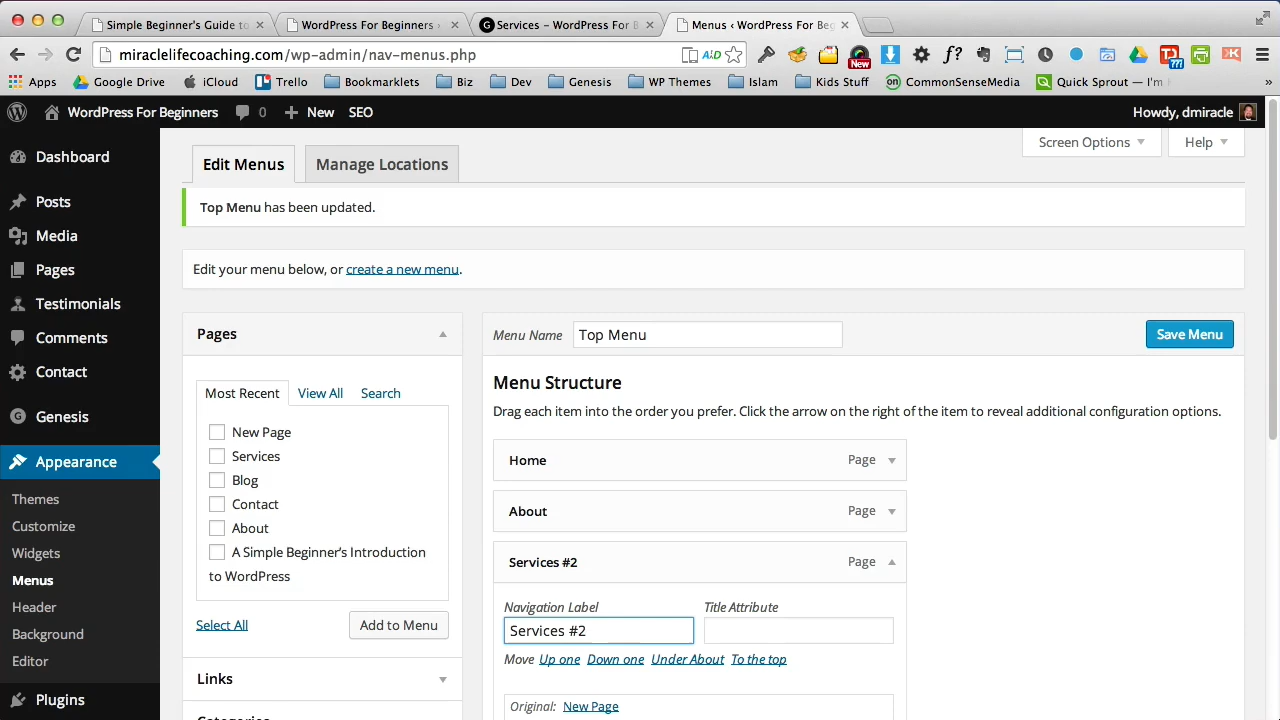 Simple Beginner's Guide to
WordPress For Beginners
Services – WordPress For B
Menus ‹ WordPress For Beg
miraclelifecoaching.com/wp-admin/nav-menus.php
Apps
Google Drive
iCloud
Trello
Bookmarklets
Biz
Dev
Genesis
WP Themes
Islam
Kids Stuff
CommonSenseMedia
Quick Sprout — I'm K
WordPress For Beginners
0
New
SEO
Howdy, dmiracle
Dashboard
Posts
Media
Pages
Testimonials
Comments
Contact
Genesis
Appearance
Themes
Customize
Widgets
Menus
Header
Background
Editor
Plugins
Screen Options
Help
Edit Menus
Manage Locations
Top Menu has been updated.
Edit your menu below, or create a new menu.
Pages
Most Recent
View All
Search
New Page
Services
Blog
Contact
About
A Simple Beginner's Introduction
to WordPress
Select All
Add to Menu
Links
Menu Name
Top Menu
Save Menu
Menu Structure
Drag each item into the order you prefer. Click the arrow on the right of the item to reveal additional configuration options.
Home
Page
About
Page
Services #2
Page
Navigation Label
Title Attribute
Services #2
Move Up one Down one Under About To the top
Original: New Page